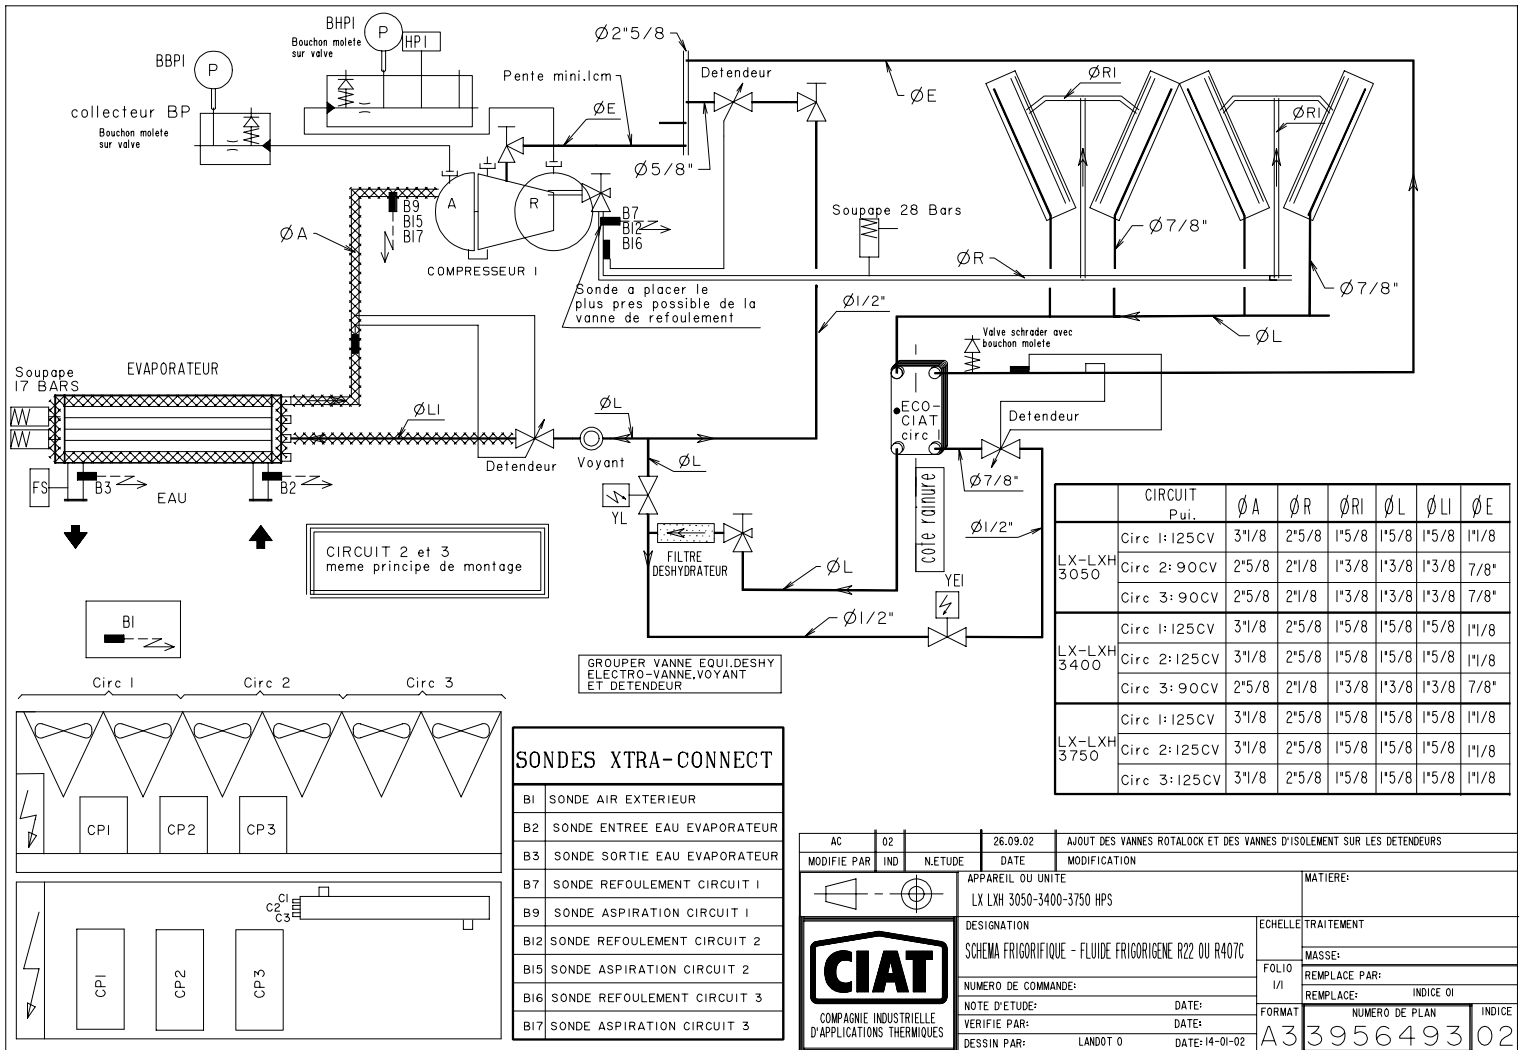 BHP1
Bouchon molete
sur valve
P
HP1
BBP1
P
collecteur BP
Bouchon molete
sur valve
Ø2"5/8
Pente mini.1cm
Detendeur
ØE
ØE
Ø5/8"
ØR1
ØR1
A
R
B9
B15
B17
B7
B12
B16
ØA
COMPRESSEUR 1
Sonde a placer le
plus pres possible de la
vanne de refoulement
Soupape 28 Bars
ØR
Ø7/8"
Ø7/8"
Ø1/2"
ØL
Valve schrader avec
bouchon molete
Soupape
17 BARS
EVAPORATEUR
ØL1
ØL
Detendeur
Voyant
ØL
ECO-
CIAT
circ 1
Detendeur
Ø7/8"
Ø1/2"
cote rainure
FS
B3
EAU
B2
YL
FILTRE
DESHYDRATEUR
ØL
YE1
Ø1/2"
CIRCUIT 2 et 3
meme principe de montage
B1
GROUPER VANNE EQUI.DESHY
ELECTRO-VANNE,VOYANT
ET DETENDEUR
CIRCUIT Pui. ØA ØR ØR1 ØL ØL1 ØE
LX-LXH 3050
Circ 1:125CV 3"1/8 2"5/8 1"5/8 1"5/8 1"5/8 1"1/8
Circ 2:90CV 2"5/8 2"1/8 1"3/8 1"3/8 1"3/8 7/8"
Circ 3:90CV 2"5/8 2"1/8 1"3/8 1"3/8 1"3/8 7/8"
LX-LXH 3400
Circ 1:125CV 3"1/8 2"5/8 1"5/8 1"5/8 1"5/8 1"1/8
Circ 2:125CV 3"1/8 2"5/8 1"5/8 1"5/8 1"5/8 1"1/8
Circ 3:90CV 2"5/8 2"1/8 1"3/8 1"3/8 1"3/8 7/8"
LX-LXH 3750
Circ 1:125CV 3"1/8 2"5/8 1"5/8 1"5/8 1"5/8 1"1/8
Circ 2:125CV 3"1/8 2"5/8 1"5/8 1"5/8 1"5/8 1"1/8
Circ 3:125CV 3"1/8 2"5/8 1"5/8 1"5/8 1"5/8 1"1/8
Circ 1 Circ 2 Circ 3
CP1 CP2 CP3
C1
C2
C3
CP1 CP2 CP3
SONDES XTRA-CONNECT
B1 SONDE AIR EXTERIEUR
B2 SONDE ENTREE EAU EVAPORATEUR
B3 SONDE SORTIE EAU EVAPORATEUR
B7 SONDE REFOULEMENT CIRCUIT 1
B9 SONDE ASPIRATION CIRCUIT 1
B12 SONDE REFOULEMENT CIRCUIT 2
B15 SONDE ASPIRATION CIRCUIT 2
B16 SONDE REFOULEMENT CIRCUIT 3
B17 SONDE ASPIRATION CIRCUIT 3
AC 02 26.09.02 AJOUT DES VANNES ROTALOCK ET DES VANNES D'ISOLEMENT SUR LES DETENDEURS
MODIFIE PAR IND N.ETUDE DATE MODIFICATION
APPAREIL OU UNITE
LX LXH 3050-3400-3750 HPS
MATIERE:
DESIGNATION
SCHEMA FRIGORIFIQUE - FLUIDE FRIGORIGENE R22 OU R407C
ECHELLE
TRAITEMENT
MASSE:
CIAT
COMPAGNIE INDUSTRIELLE
D'APPLICATIONS THERMIQUES
NUMERO DE COMMANDE:
FOLIO
1/1
REMPLACE PAR:
REMPLACE: INDICE 01
NOTE D'ETUDE: DATE:
VERIFIE PAR: DATE:
DESSIN PAR: LANDOT O DATE:14-01-02
FORMAT
A3
NUMERO DE PLAN
3956493
INDICE
02